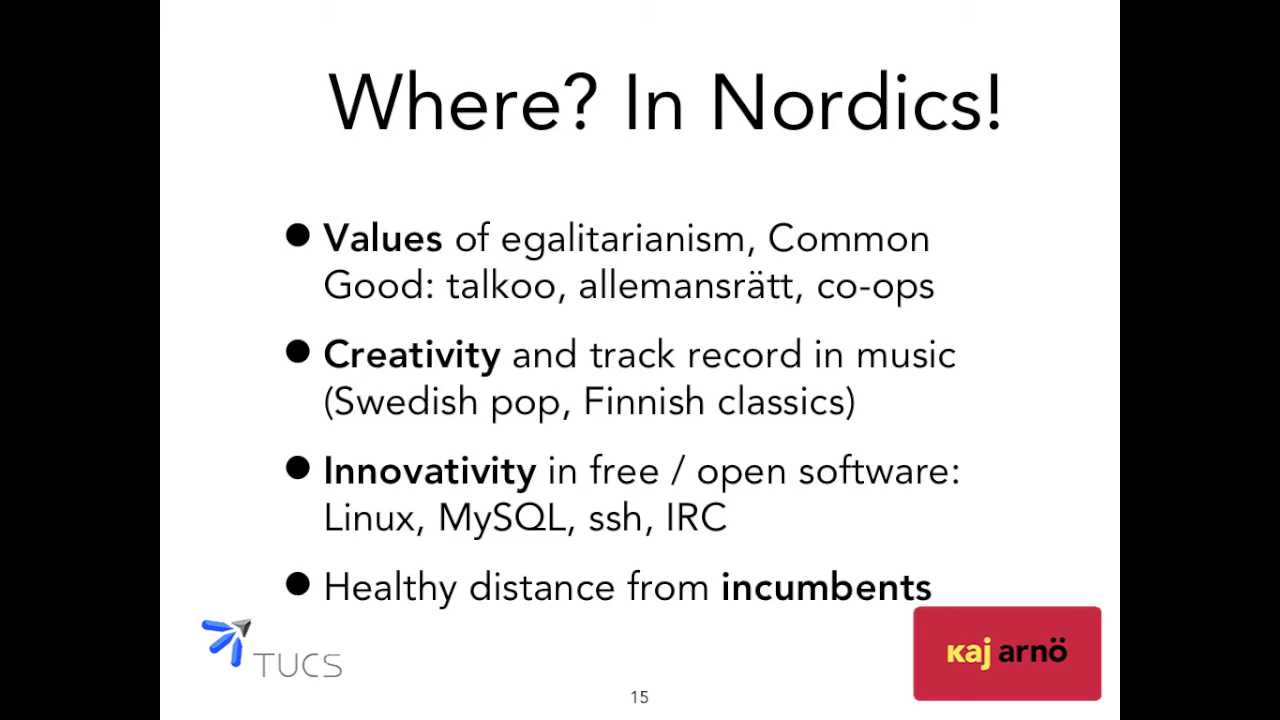 Where? In Nordics!
● Values of egalitarianism, Common
Good: talkoo, allemansrätt, co-ops
● Creativity and track record in music
(Swedish pop, Finnish classics)
● Innovativity in free / open software:
Linux, MySQL, ssh, IRC
● Healthy distance from incumbents
TUCS
kaj arnö
15